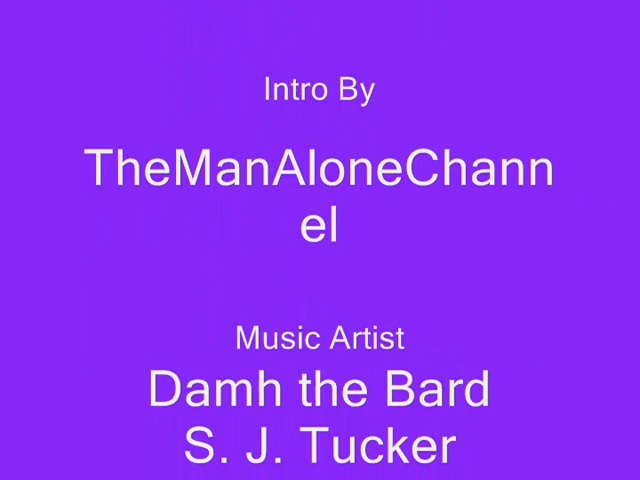 Intro By
TheManAloneChann
el
Music Artist
Damh the Bard
S. J. Tucker